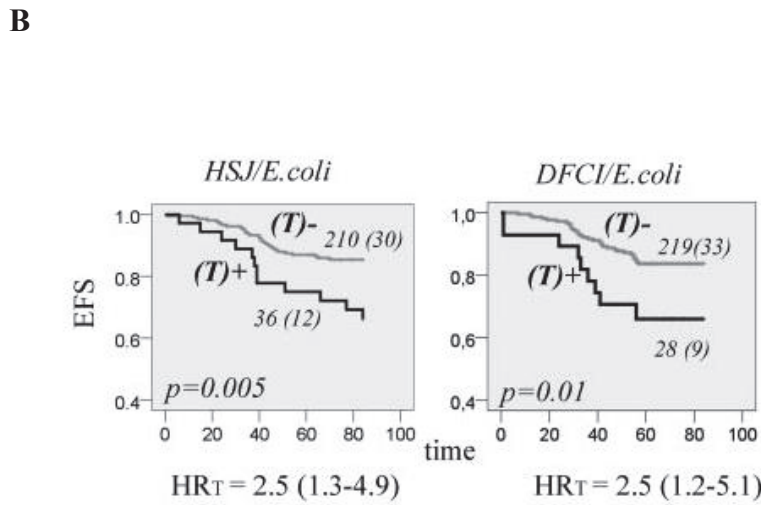 B
HSJ/E.coli
1.0
0.8
0.6
0.4
EFS
(T)-
210 (30)
(T)+
36 (12)
p=0.005
0 20 40 60 80 100
HRT = 2.5 (1.3-4.9)
time
DFCI/E.coli
1,0
0,8
0,6
0,4
(T)-
219(33)
(T)+
28 (9)
p=0.01
0 20 40 60 80 100
HRT = 2.5 (1.2-5.1)